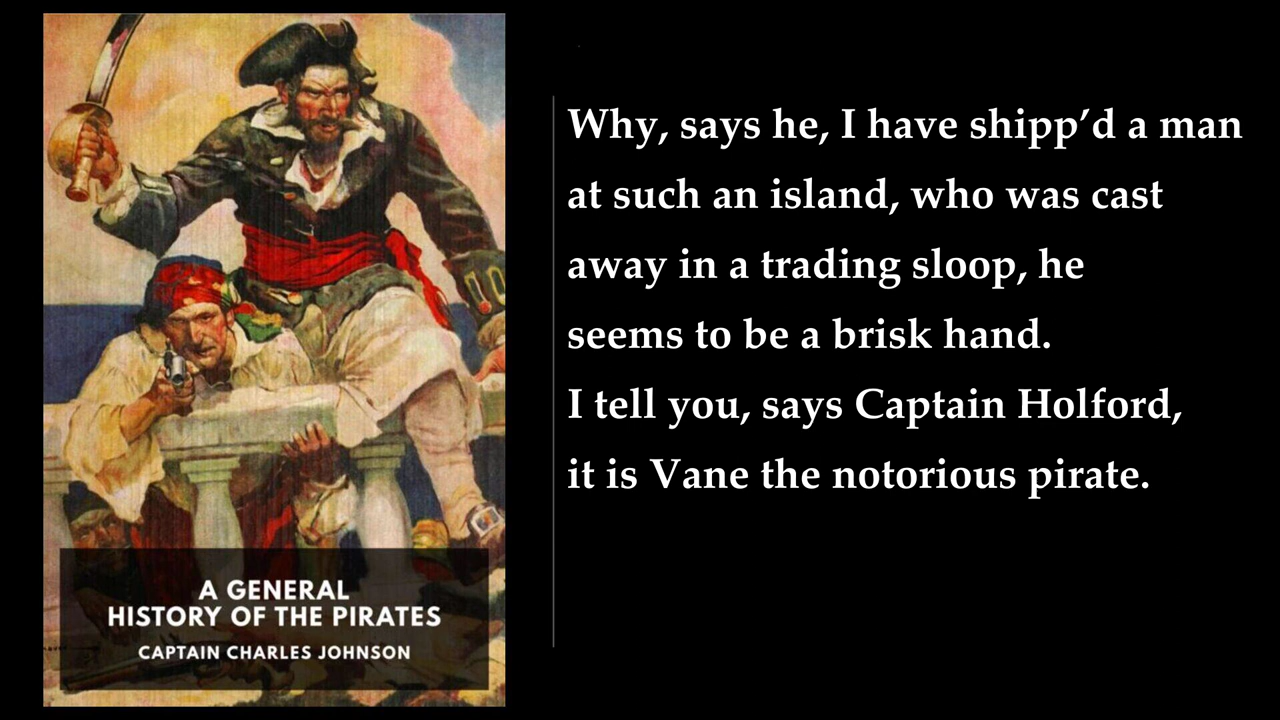 Why, says he, I have shipp’d a man
at such an island, who was cast
away in a trading sloop, he
seems to be a brisk hand.
I tell you, says Captain Holford,
it is Vane the notorious pirate.
A GENERAL
HISTORY OF THE PIRATES
CAPTAIN CHARLES JOHNSON